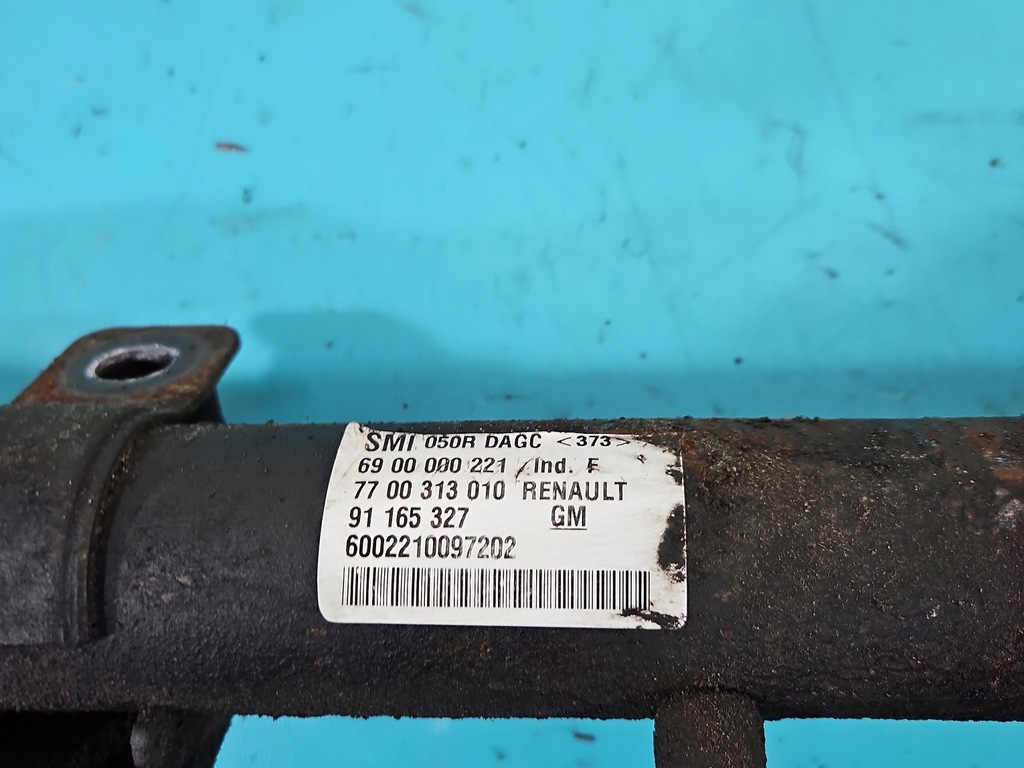 SMI 050R DAGC <373>
69 00 000 221 / Ind. F
77 00 313 010 RENAULT
91 165 327 GM
6002210097202